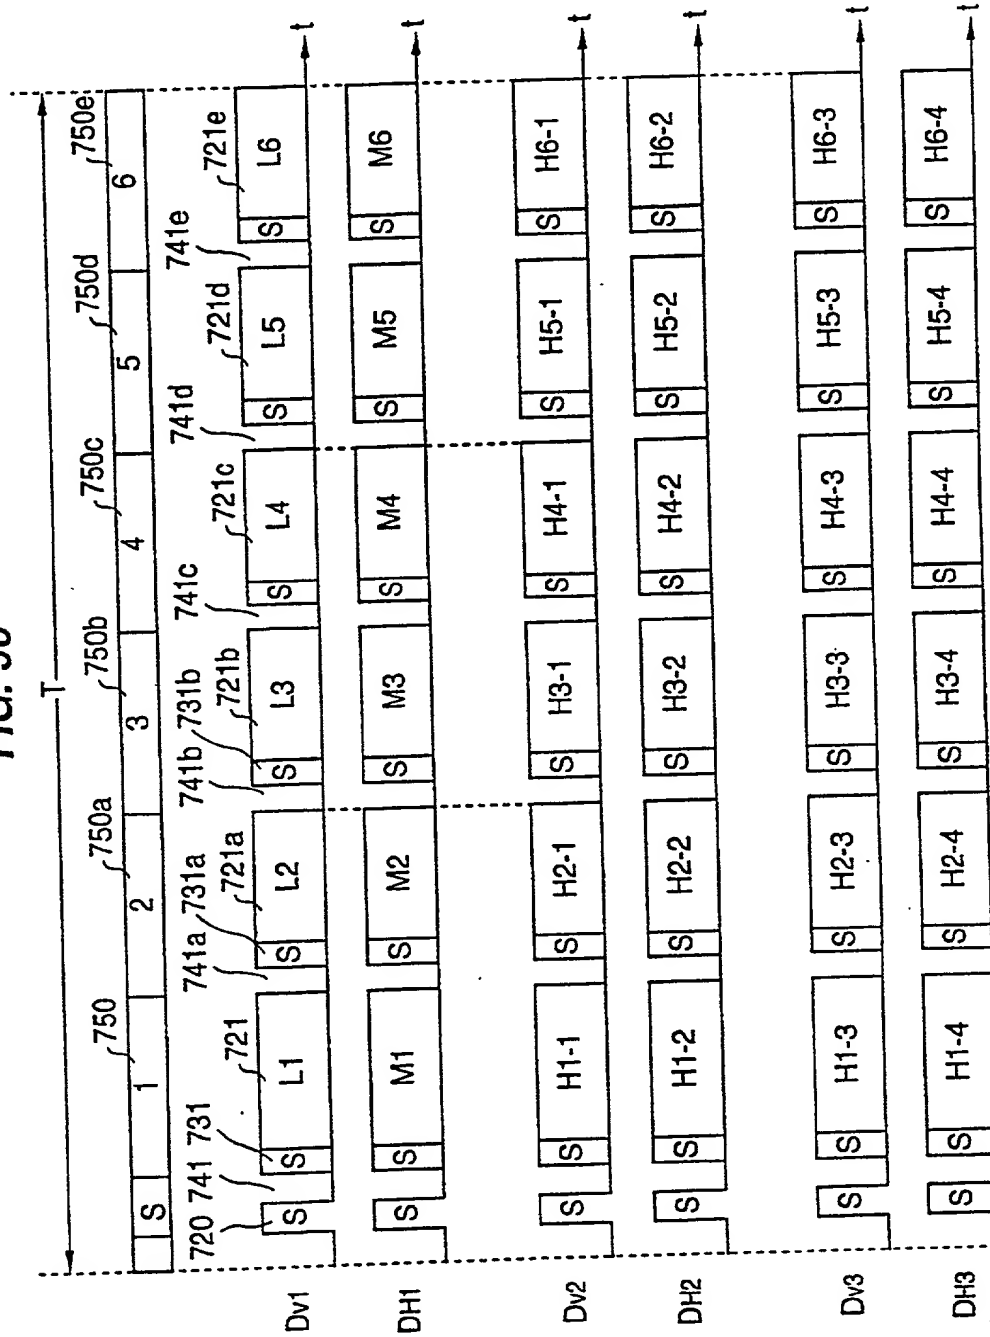 FIG.
T
750 750a 750b 750c 750d 750e
S 1 2 3 4 5 6
720 741 731 721 741a 731a 721a 741b 731b 721b 741c 721c 741d 721d 741e 721e
Dv1 S S L1 S L2 S L3 S L4 S L5 S L6 t
DH1 S S M1 S M2 S M3 S M4 S M5 S M6 t
Dv2 S S H1-1 S H2-1 S H3-1 S H4-1 S H5-1 S H6-1 t
DH2 S S H1-2 S H2-2 S H3-2 S H4-2 S H5-2 S H6-2 t
Dv3 S S H1-3 S H2-3 S H3-3 S H4-3 S H5-3 S H6-3 t
DH3 S S H1-4 S H2-4 S H3-4 S H4-4 S H5-4 S H6-4 t